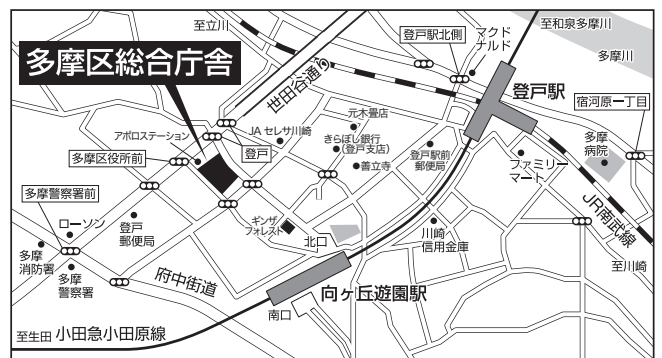 至立川
登戸駅北側
マクド
ナルド
至和泉多摩川
多摩川
多摩区総合庁舎
世田谷通り
登戸駅
宿河原一丁目
元木畳店
アポロステーション
JA セレサ川崎
きらぼし銀行
(登戸支店)
登戸駅前
郵便局
多摩
病院
多摩区役所前
登戸
善立寺
ファミリー
マート
JR南武線
多摩警察署前
ローソン
登戸
郵便局
ギンザ
フォレスト
北口
川崎
信用金庫
至川崎
多摩
消防署
多摩
警察署
府中街道
向ヶ丘遊園駅
南口
至生田 小田急小田原線